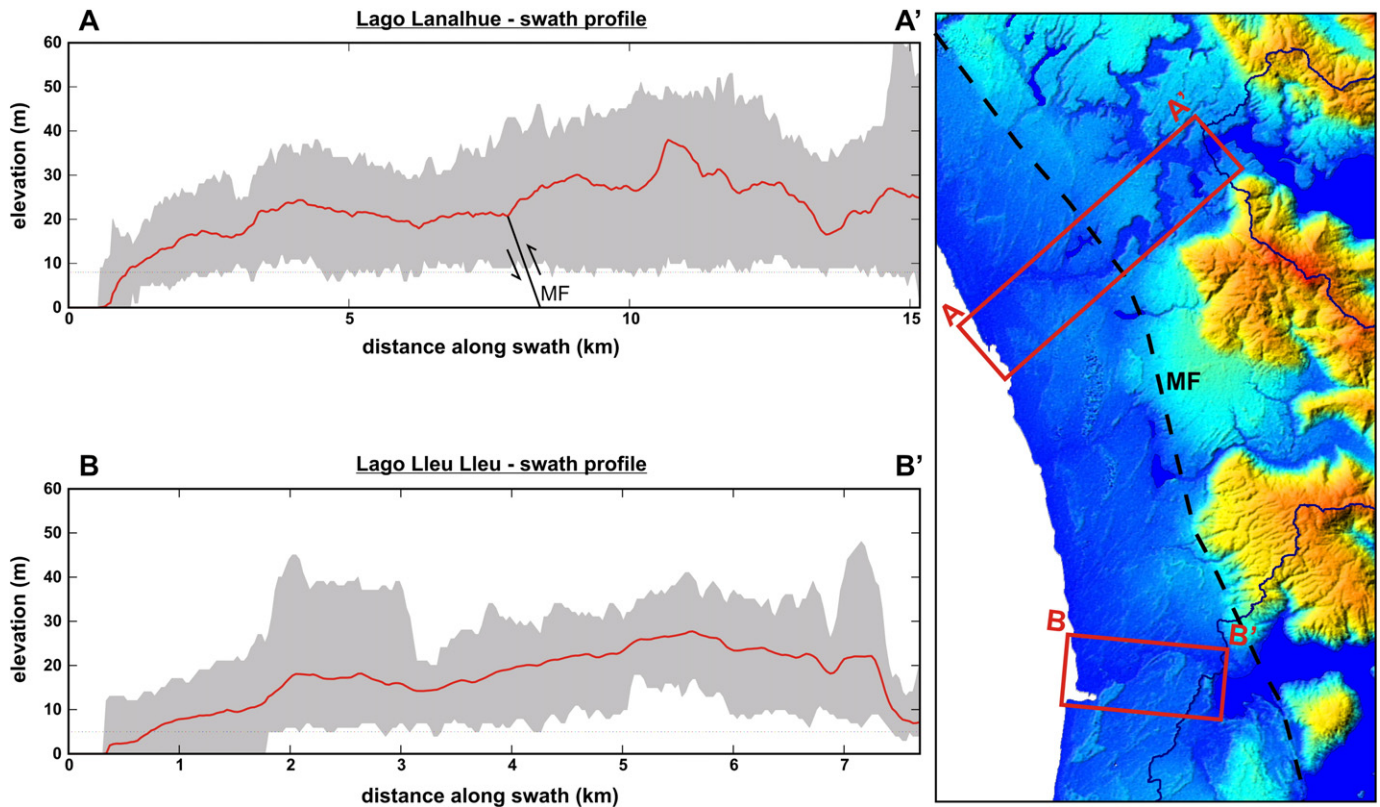 A Lago Lanalhue - swath profile A'
60
50
40
30
20
10
0
elevation (m)
MF
0 5 10 15
distance along swath (km)
B Lago Lleu Lleu - swath profile B'
60
50
40
30
20
10
0
elevation (m)
0 1 2 3 4 5 6 7
distance along swath (km)
A'
A
MF
B
B'